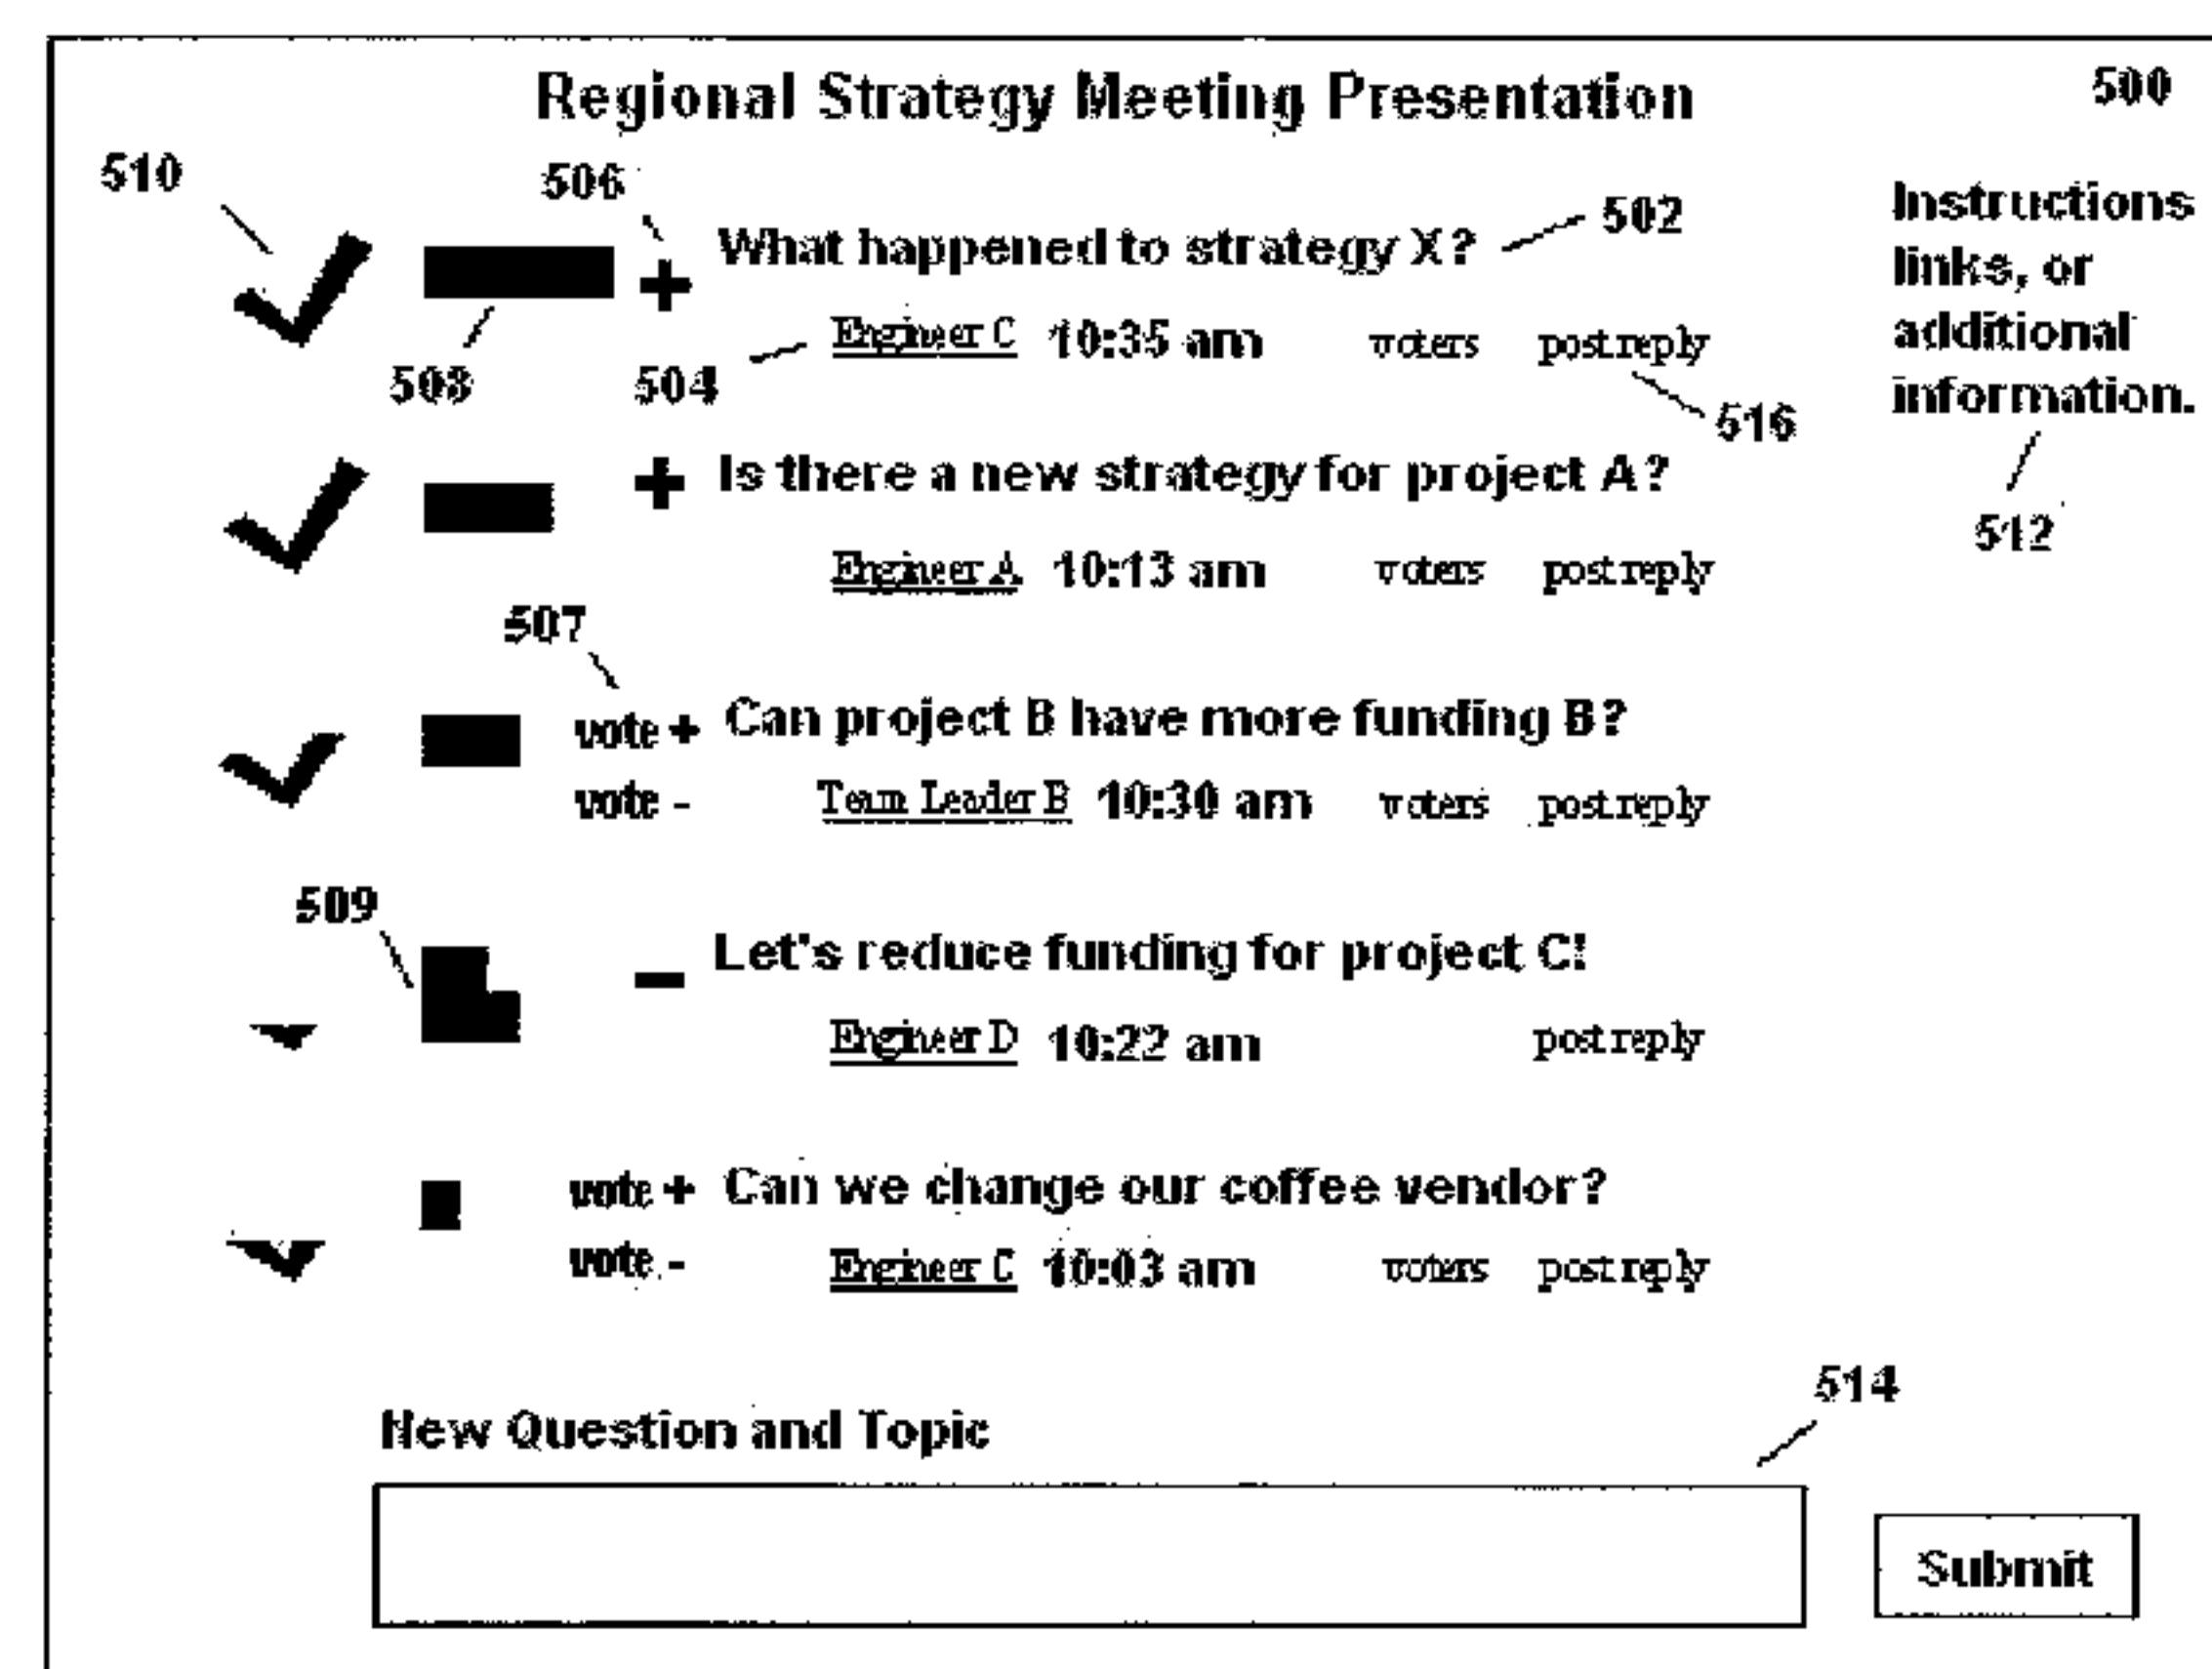 Regional Strategy Meeting Presentation 500
510 506 502
What happened to strategy X?
Instructions
links, or
additional
information.
+
Engineer C 10:35 am voters post reply
508 504 516
+ Is there a new strategy for project A?
512
Engineer A 10:13 am voters post reply
507
vote + Can project B have more funding B?
vote - Team Leader B 10:30 am voters post reply
509
- Let's reduce funding for project C!
Engineer D 10:22 am post reply
vote + Can we change our coffee vendor?
vote - Engineer C 10:03 am voters post reply
514
New Question and Topic
Submit